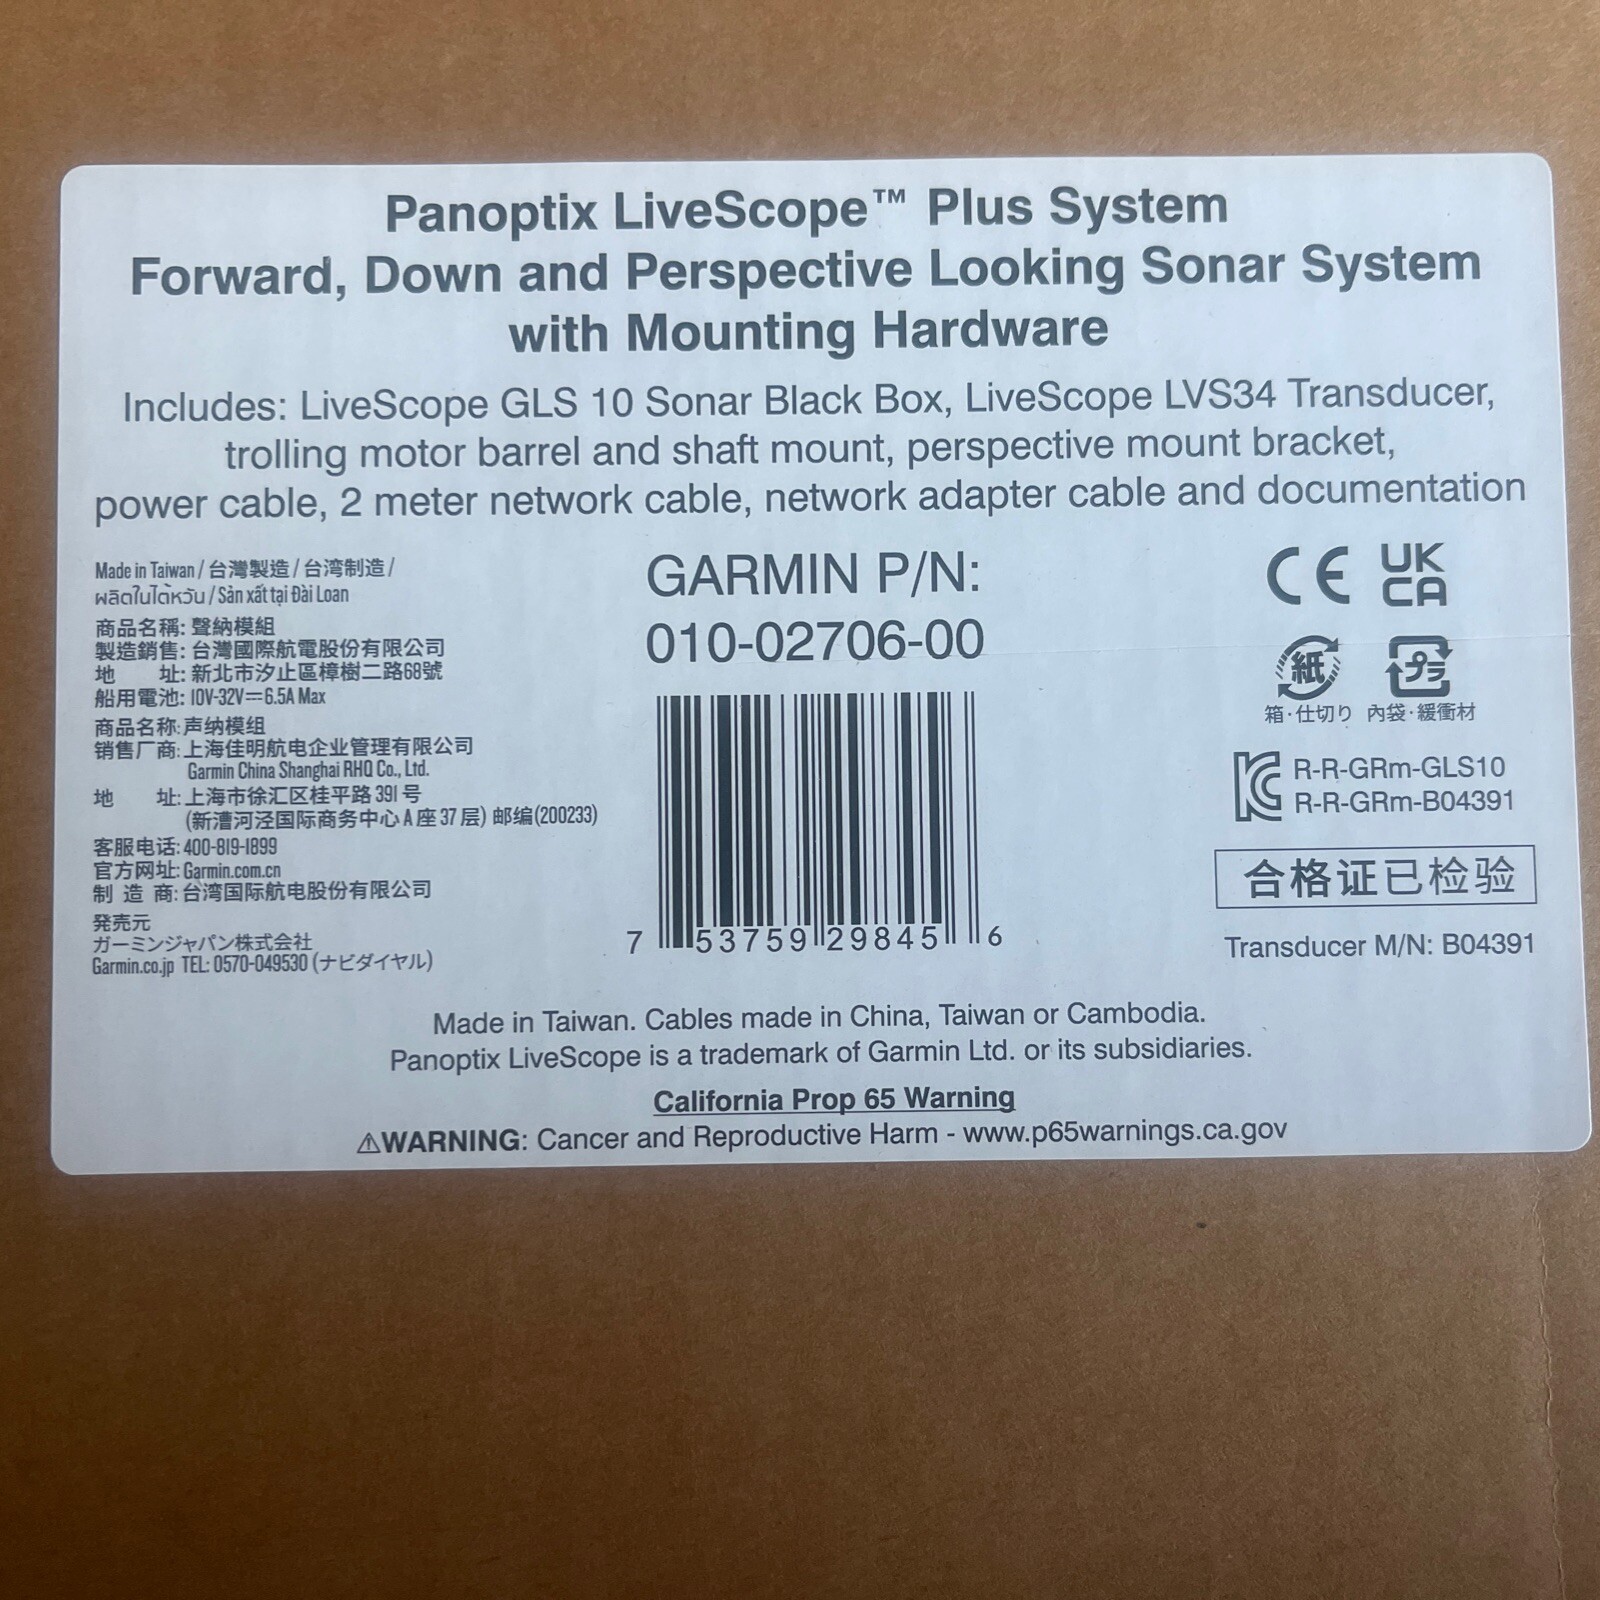 Panoptix LiveScope™ Plus System
Forward, Down and Perspective Looking Sonar System
with Mounting Hardware
Includes: LiveScope GLS 10 Sonar Black Box, LiveScope LVS34 Transducer,
trolling motor barrel and shaft mount, perspective mount bracket,
power cable, 2 meter network cable, network adapter cable and documentation
Made in Taiwan / 台灣製造 / 台湾制造 /
ผลิตในไต้หวัน / Sản xất tại Đài Loan
商品名稱: 聲納模組
製造銷售: 台灣國際航電股份有限公司
地 址: 新北市汐止區樟樹二路68號
船用電池: 10V-32V⎓6.5A Max
商品名称: 声纳模组
销售厂商: 上海佳明航电企业管理有限公司
Garmin China Shanghai RHQ Co., Ltd.
地 址: 上海市徐汇区桂平路 391 号
(新漕河泾国际商务中心 A 座 37 层) 邮编(200233)
客服电话: 400-819-1899
官方网址: Garmin.com.cn
制 造 商: 台湾国际航电股份有限公司
発売元
ガーミンジャパン株式会社
Garmin.co.jp TEL: 0570-049530 (ナビダイヤル)
GARMIN P/N:
010-02706-00
7 53759 29845 6
CE UK
CA
紙 プラ
箱·仕切り 内袋·緩衝材
R-R-GRm-GLS10
R-R-GRm-B04391
合格证已检验
Transducer M/N: B04391
Made in Taiwan. Cables made in China, Taiwan or Cambodia.
Panoptix LiveScope is a trademark of Garmin Ltd. or its subsidiaries.
California Prop 65 Warning
⚠WARNING: Cancer and Reproductive Harm - www.p65warnings.ca.gov